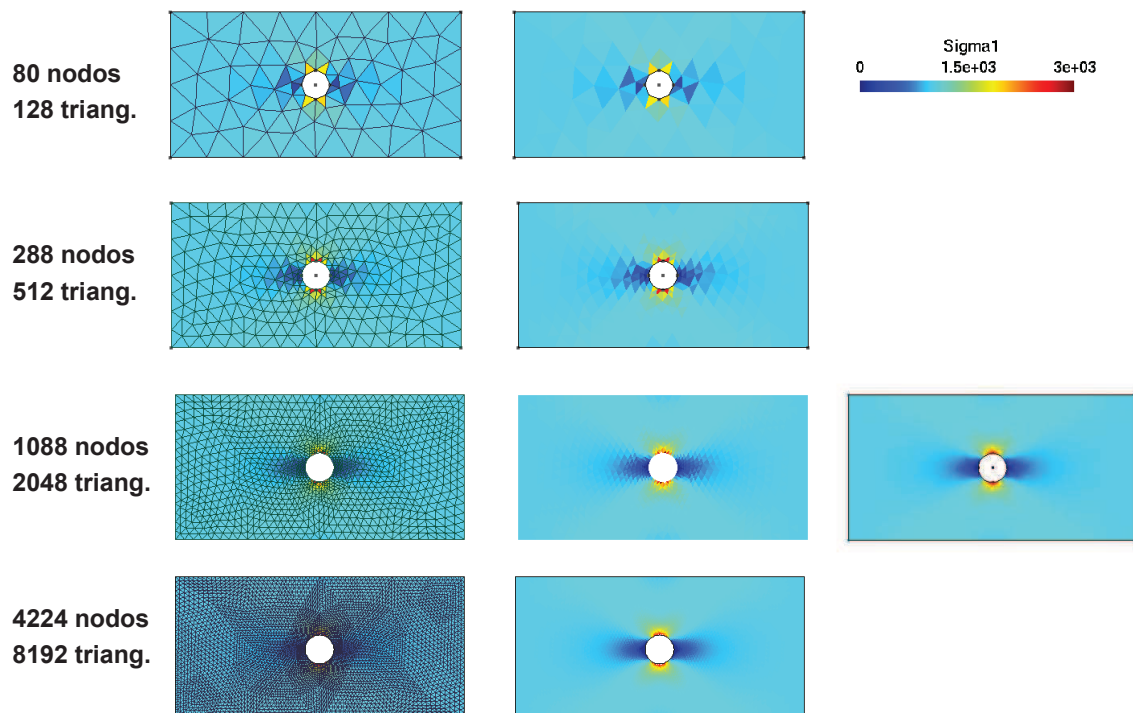 80 nodos
128 triang.
Sigma1
0 1.5e+03 3e+03
288 nodos
512 triang.
1088 nodos
2048 triang.
4224 nodos
8192 triang.